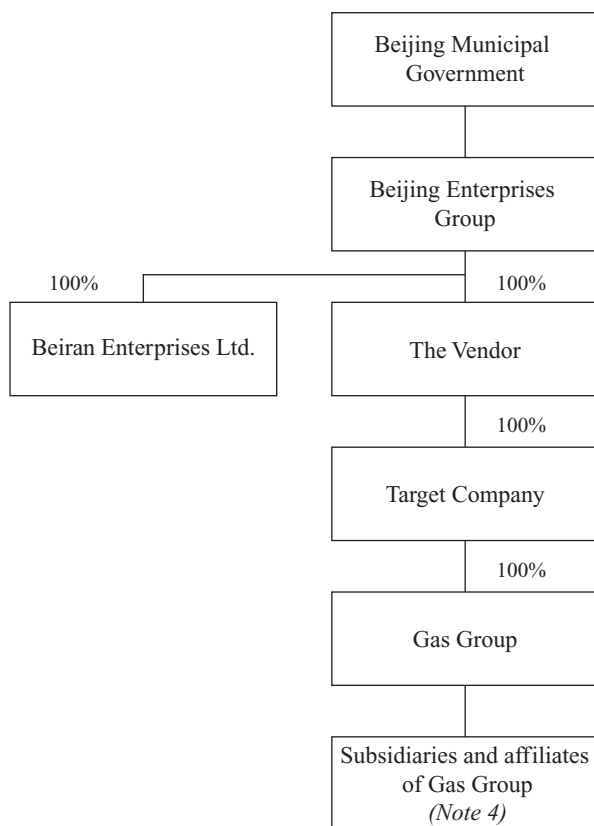 Beijing Municipal
Government
Beijing Enterprises
Group
100%
100%
Beiran Enterprises Ltd.
The Vendor
100%
Target Company
100%
Gas Group
Subsidiaries and affiliates
of Gas Group
(Note 4)